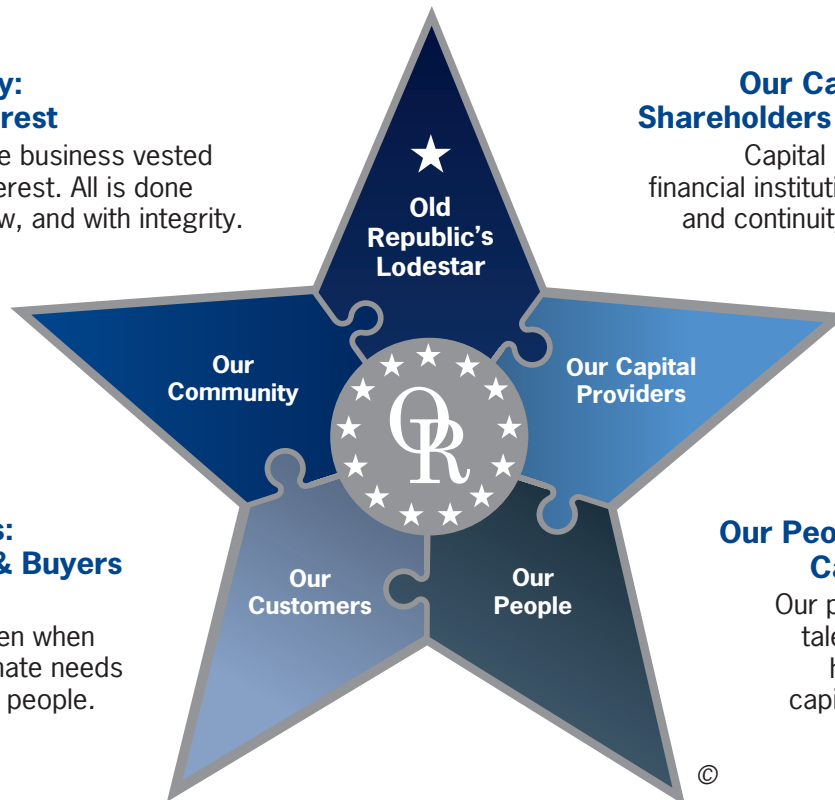 y:
rest
e business vested
erest. All is done
w, and with integrity.
Our Ca
Shareholders
Capital
financial instituti
and continuity
Old
Republic's
Lodestar
Our
Community
Our Capital
Providers
OR
s:
& Buyers
en when
mate needs
people.
Our
Customers
Our
People
Our Peo
Ca
Our p
tale
h
capi
©